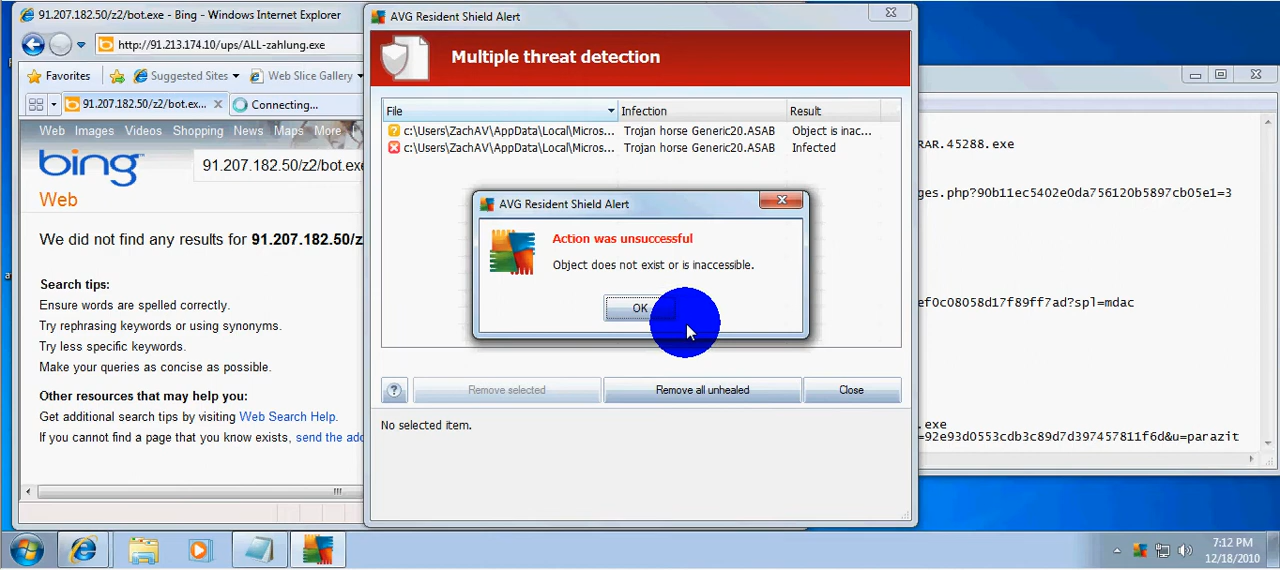 91.207.182.50/z2/bot.exe - Bing - Windows Internet Explorer
http://91.213.174.10/ups/ALL-zahlung.exe
Favorites Suggested Sites Web Slice Gallery
91.207.182.50/z2/bot.ex... Connecting...
Web Images Videos Shopping News Maps More
bing 91.207.182.50/z2/bot.exe
Web
We did not find any results for 91.207.182.50/z
Search tips:
Ensure words are spelled correctly.
Try rephrasing keywords or using synonyms.
Try less specific keywords.
Make your queries as concise as possible.
Other resources that may help you:
Get additional search tips by visiting Web Search Help.
If you cannot find a page that you know exists, send the add
AVG Resident Shield Alert
Multiple threat detection
File Infection Result
c:\Users\ZachAV\AppData\Local\Micros... Trojan horse Generic20.ASAB Object is inac...
c:\Users\ZachAV\AppData\Local\Micros... Trojan horse Generic20.ASAB Infected
AVG Resident Shield Alert
Action was unsuccessful
Object does not exist or is inaccessible.
OK
? Remove selected Remove all unhealed Close
No selected item.
RAR.45288.exe
ges.php?90b11ec5402e0da756120b5897cb05e1=3
ef0c08058d17f89ff7ad?spl=mdac
.exe
=92e93d0553cdb3c89d7d397457811f6d&u=parazit
7:12 PM
12/18/2010